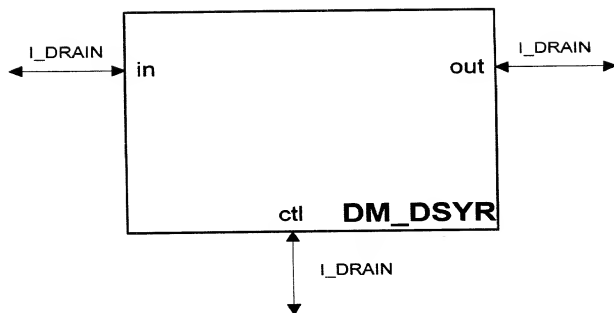 I_DRAIN
I_DRAIN
in
out
ctl
DM_DSYR
I_DRAIN